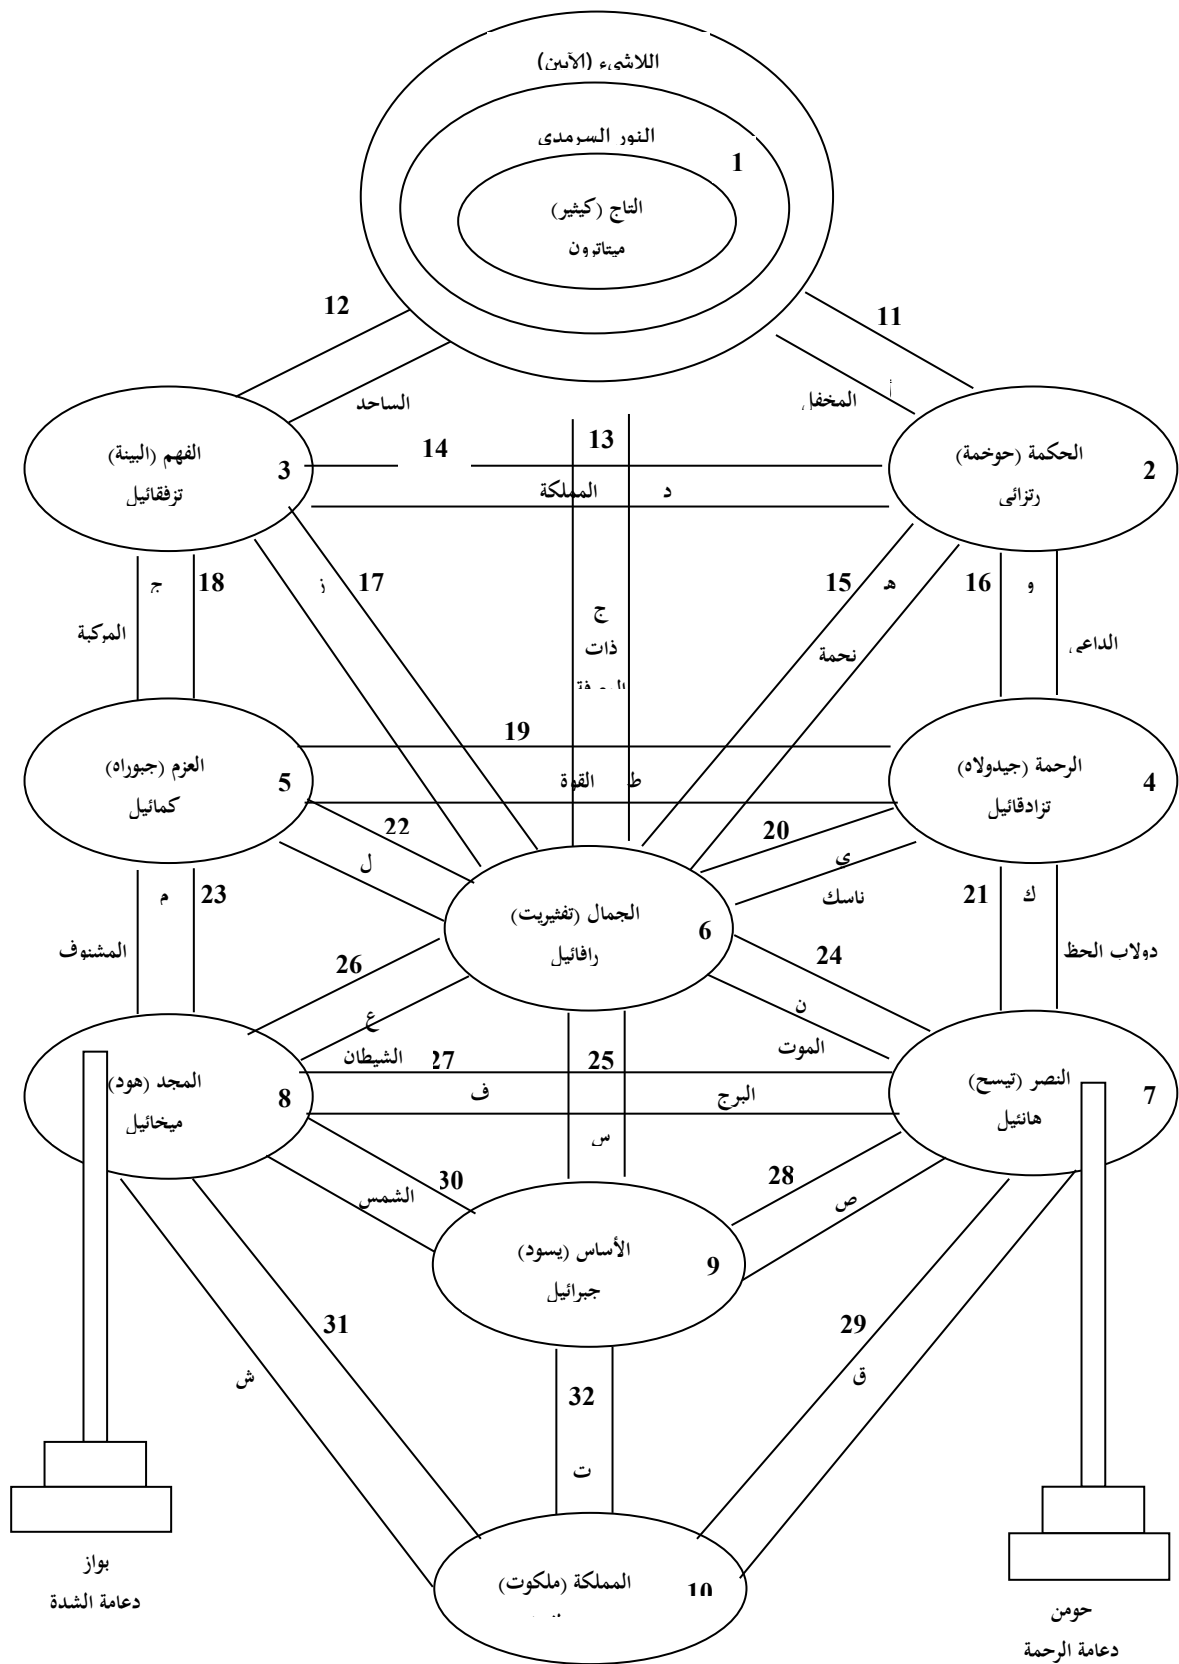 اللاشيء (الآين)
النور السرمدي
1
التاج (كيثير)
ميتاترون
12
11
أ
المخفل
الساحد
الحكمة (حوخمة)
رتزائي
2
13
14
الفهم (البينة)
تزفقائيل
3
د
المملكة
و
16
هـ
15
17
ز
18
ج
ج
ذات
الداعي
نحمة
المركبة
19
الرحمة (جيدولاه)
تزادقائيل
4
ط
القوة
العزم (جبوراه)
كمائيل
5
20
22
ي
ل
ك
21
ناسك
23
م
الجمال (تفثيريت)
رافائيل
6
دولاب الحظ
24
26
المشنوف
ن
ع
الموت
25
27
الشيطان
النصر (تيسح)
هانئيل
7
البرج
ف
المجد (هود)
ميخائيل
8
س
28
30
ص
الشمس
الأساس (يسود)
جبرائيل
9
29
31
ق
ش
32
ت
المملكة (ملكوت)
10
بواز
دعامة الشدة
حومن
دعامة الرحمة